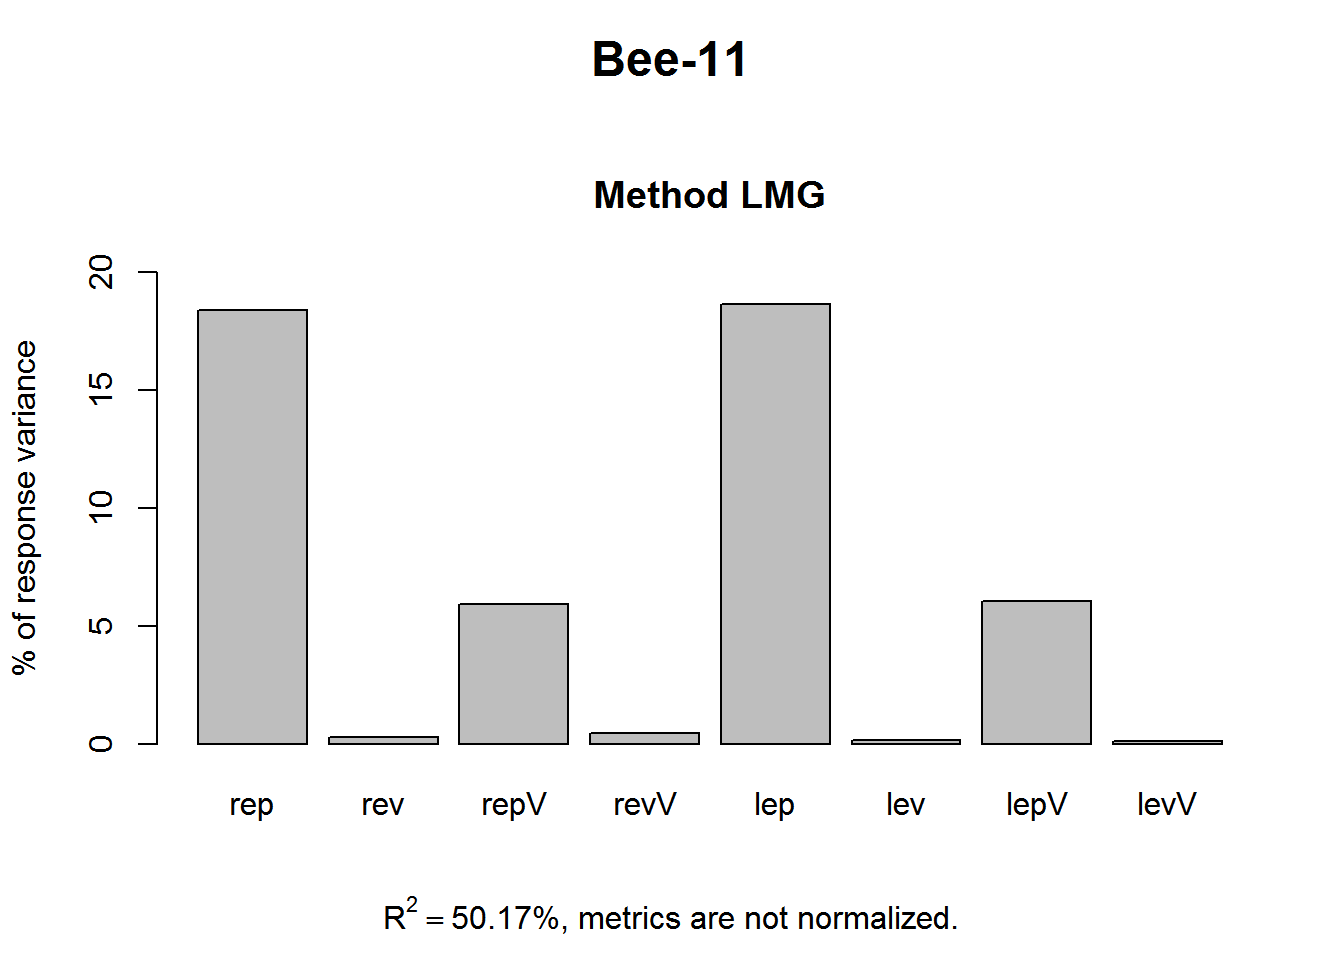 Bee-11
Method LMG
% of response variance
20
15
10
5
0
rep rev repV revV lep lev lepV levV
R² = 50.17%, metrics are not normalized.